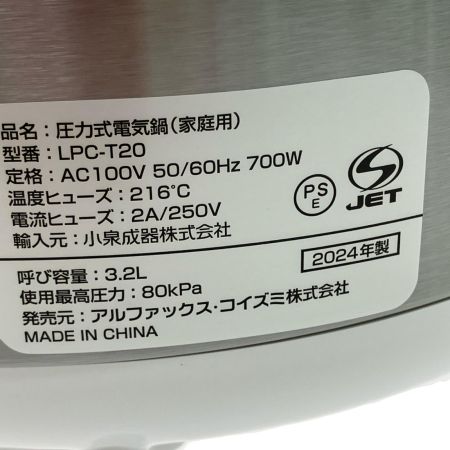 品名：圧力式電気鍋（家庭用）
型番：LPC-T20
定格：AC100V 50/60Hz 700W
温度ヒューズ：216℃
電流ヒューズ：2A/250V
輸入元：小泉成器株式会社
PS
E
JET
呼び容量：3.2L
2024年製
使用最高圧力：80kPa
発売元：アルファックス・コイズミ株式会社
MADE IN CHINA